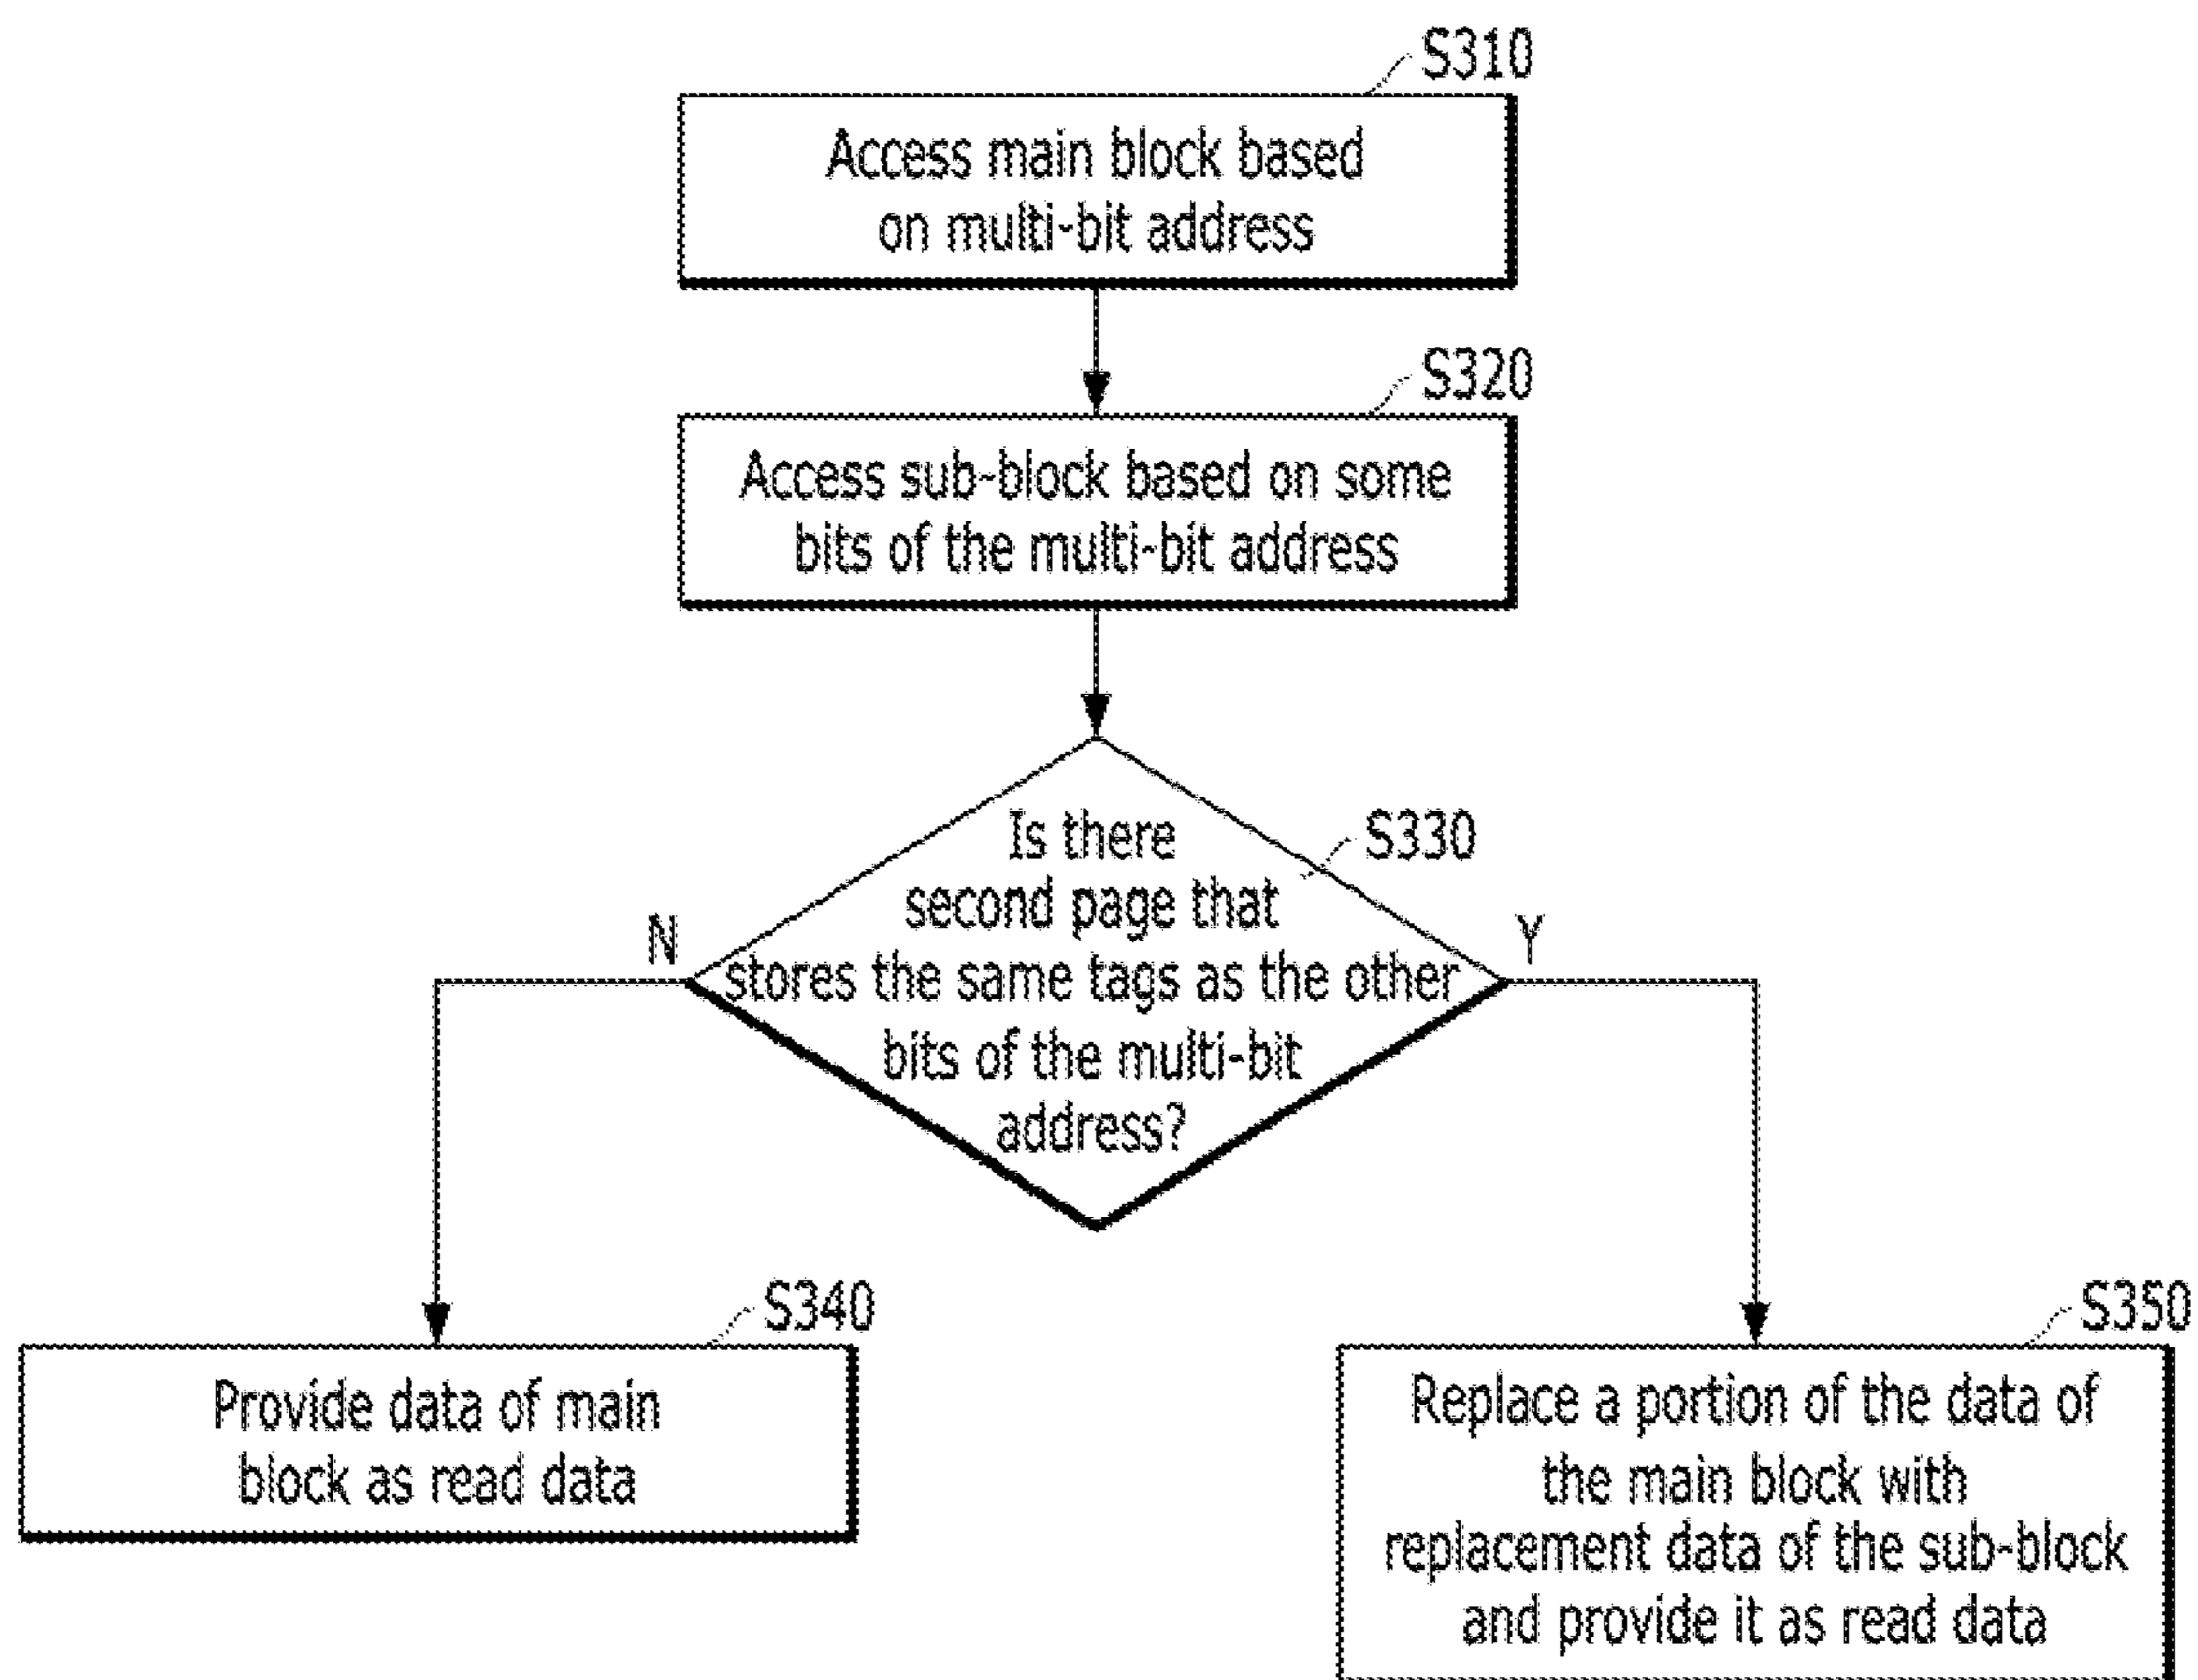 S310
Access main block based
on multi-bit address
S320
Access sub-block based on some
bits of the multi-bit address
S330
Is there
second page that
stores the same tags as the other
bits of the multi-bit
address?
N
Y
S340
Provide data of main
block as read data
S350
Replace a portion of the data of
the main block with
replacement data of the sub-block
and provide it as read data